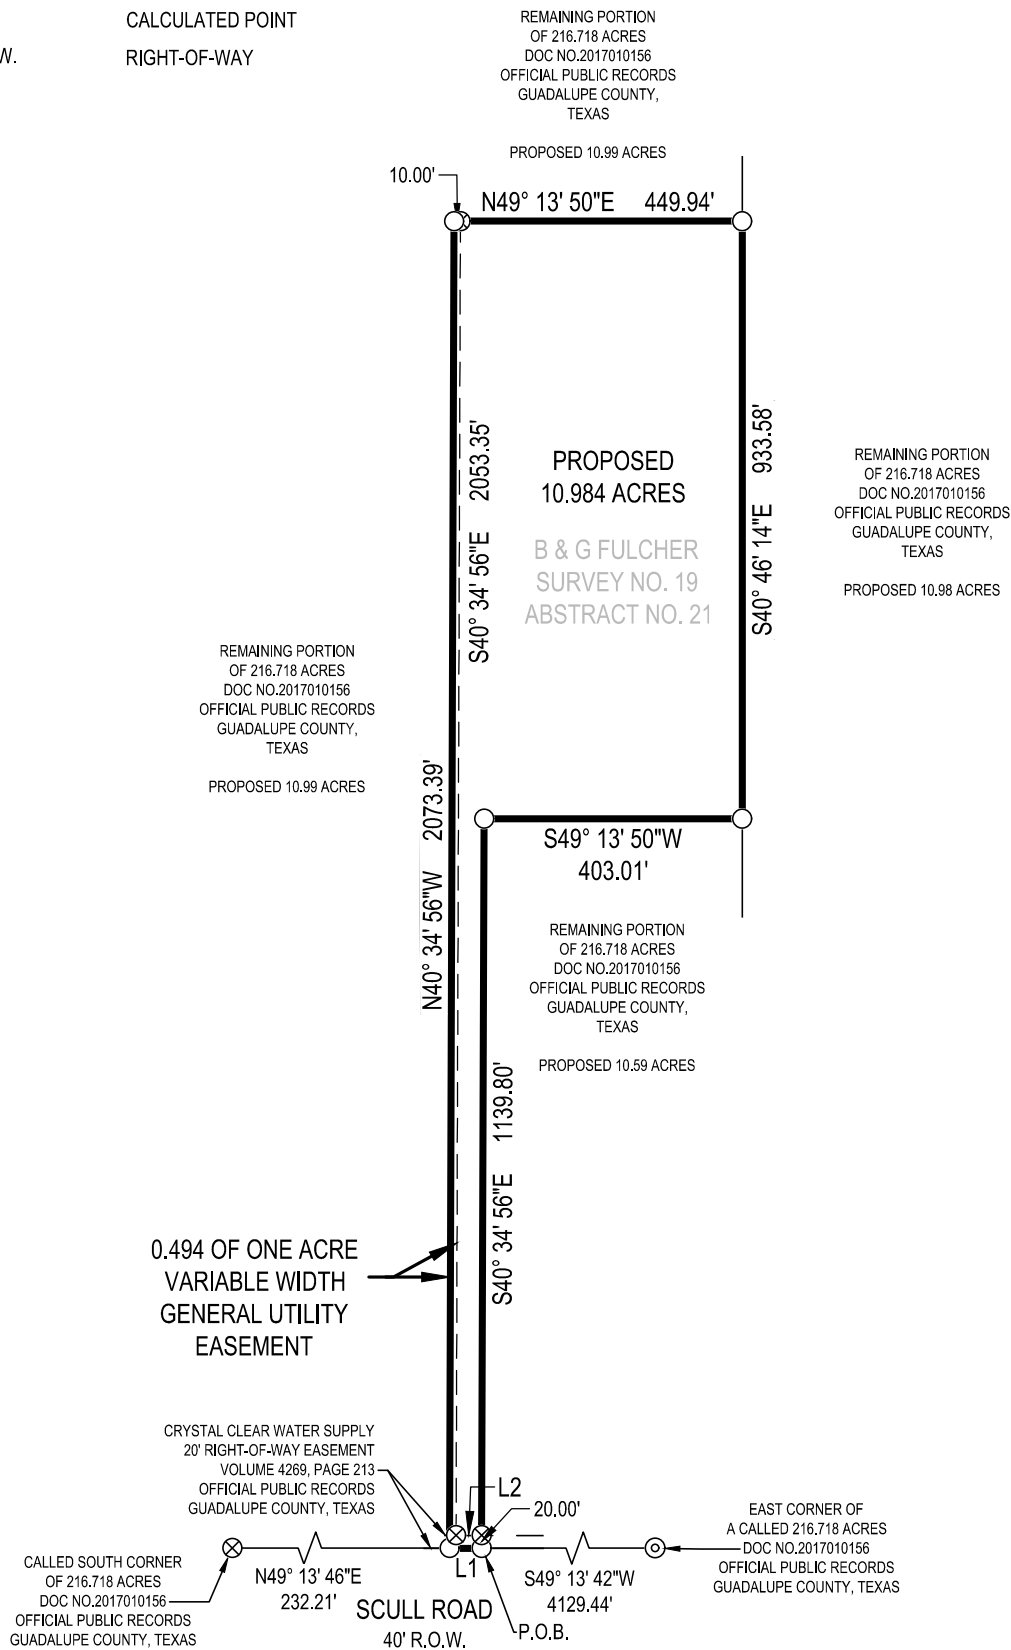 CALCULATED POINT
W.
RIGHT-OF-WAY
REMAINING PORTION
OF 216.718 ACRES
DOC NO.2017010156
OFFICIAL PUBLIC RECORDS
GUADALUPE COUNTY,
TEXAS
PROPOSED 10.99 ACRES
10.00'
N49° 13' 50"E 449.94'
S40° 34' 56"E 2053.35'
PROPOSED
10.984 ACRES
B & G FULCHER
SURVEY NO. 19
ABSTRACT NO. 21
S40° 46' 14"E 933.58'
REMAINING PORTION
OF 216.718 ACRES
DOC NO.2017010156
OFFICIAL PUBLIC RECORDS
GUADALUPE COUNTY,
TEXAS
PROPOSED 10.98 ACRES
REMAINING PORTION
OF 216.718 ACRES
DOC NO.2017010156
OFFICIAL PUBLIC RECORDS
GUADALUPE COUNTY,
TEXAS
PROPOSED 10.99 ACRES
N40° 34' 56"W 2073.39'
S49° 13' 50"W
403.01'
REMAINING PORTION
OF 216.718 ACRES
DOC NO.2017010156
OFFICIAL PUBLIC RECORDS
GUADALUPE COUNTY,
TEXAS
PROPOSED 10.59 ACRES
S40° 34' 56"E 1139.80'
0.494 OF ONE ACRE
VARIABLE WIDTH
GENERAL UTILITY
EASEMENT
CRYSTAL CLEAR WATER SUPPLY
20' RIGHT-OF-WAY EASEMENT
VOLUME 4269, PAGE 213
OFFICIAL PUBLIC RECORDS
GUADALUPE COUNTY, TEXAS
L2
20.00'
EAST CORNER OF
A CALLED 216.718 ACRES
DOC NO.2017010156
OFFICIAL PUBLIC RECORDS
GUADALUPE COUNTY, TEXAS
CALLED SOUTH CORNER
OF 216.718 ACRES
DOC NO.2017010156
OFFICIAL PUBLIC RECORDS
GUADALUPE COUNTY, TEXAS
N49° 13' 46"E
232.21'
L1
S49° 13' 42"W
4129.44'
SCULL ROAD
40' R.O.W.
P.O.B.